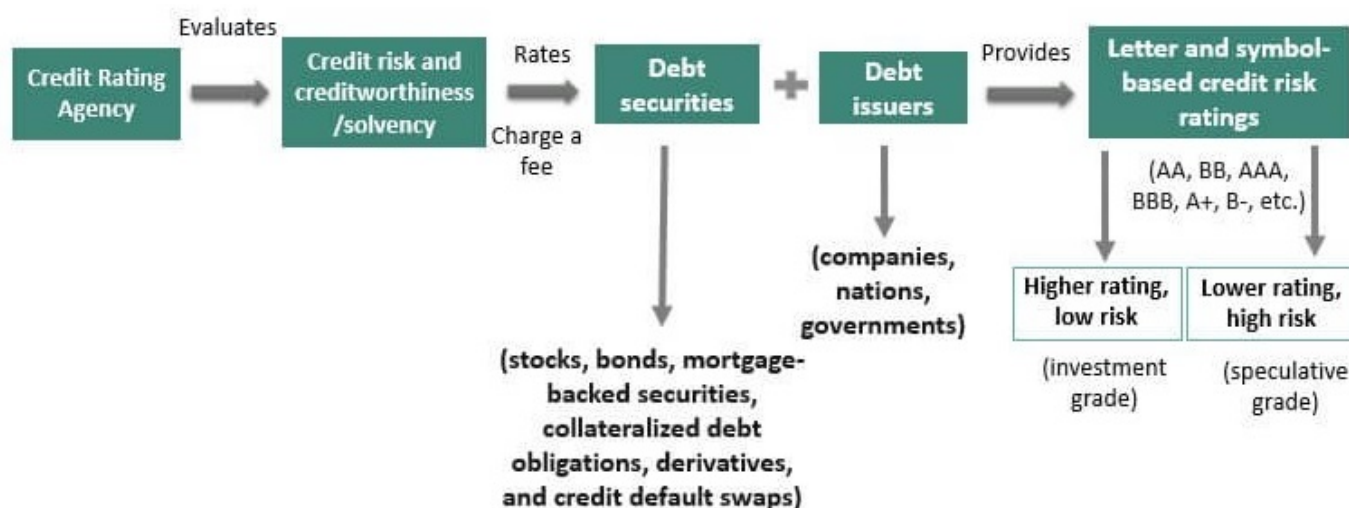 Evaluates
Credit Rating
Agency
Credit risk and
creditworthiness
/solvency
Rates
Charge a
fee
Debt
securities
Debt
issuers
Provides
Letter and symbol-
based credit risk
ratings
(AA, BB, AAA,
BBB, A+, B-, etc.)
(companies,
nations,
governments)
Higher rating,
low risk
Lower rating,
high risk
(investment
grade)
(speculative
grade)
(stocks, bonds, mortgage-
backed securities,
collateralized debt
obligations, derivatives,
and credit default swaps)